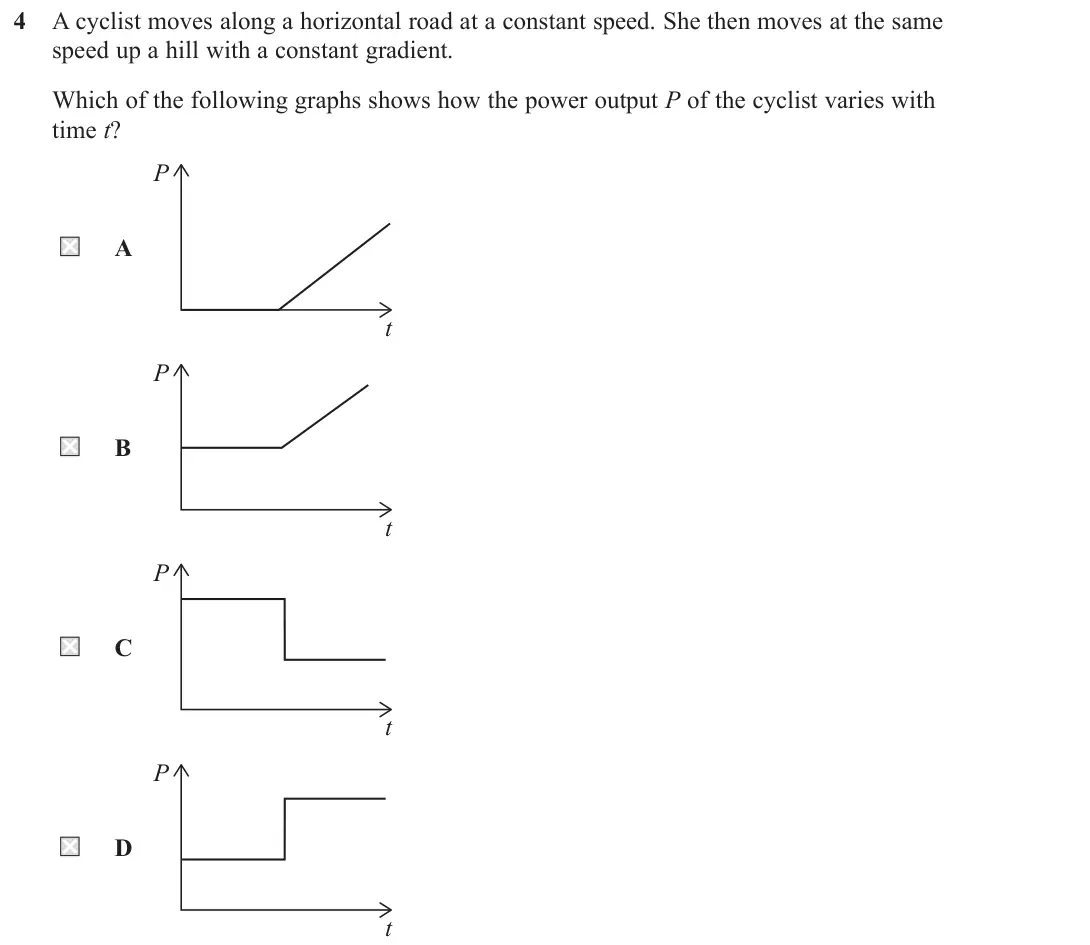 4 A cyclist moves along a horizontal road at a constant speed. She then moves at the same
speed up a hill with a constant gradient.
Which of the following graphs shows how the power output P of the cyclist varies with
time t?
P
A
t
P
B
t
P
C
t
P
D
t